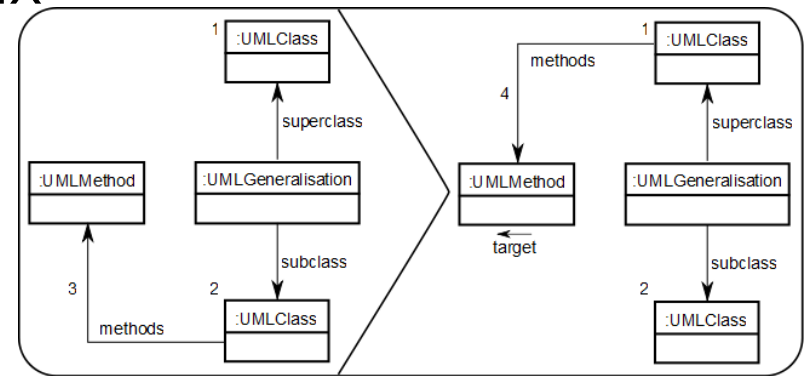 1
:UMLClass
superclass
:UMLMethod
:UMLGeneralisation
subclass
3
2
methods
:UMLClass
1
:UMLClass
methods
4
superclass
:UMLMethod
:UMLGeneralisation
target
subclass
2
:UMLClass